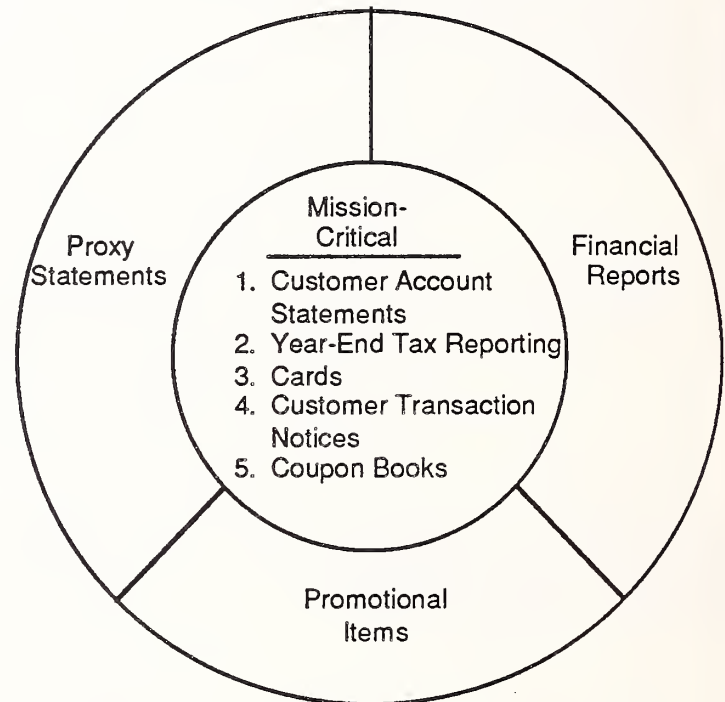 Mission-
Critical
1. Customer Account
Statements
2. Year-End Tax Reporting
3. Cards
4. Customer Transaction
Notices
5. Coupon Books
Proxy
Statements
Financial
Reports
Promotional
Items